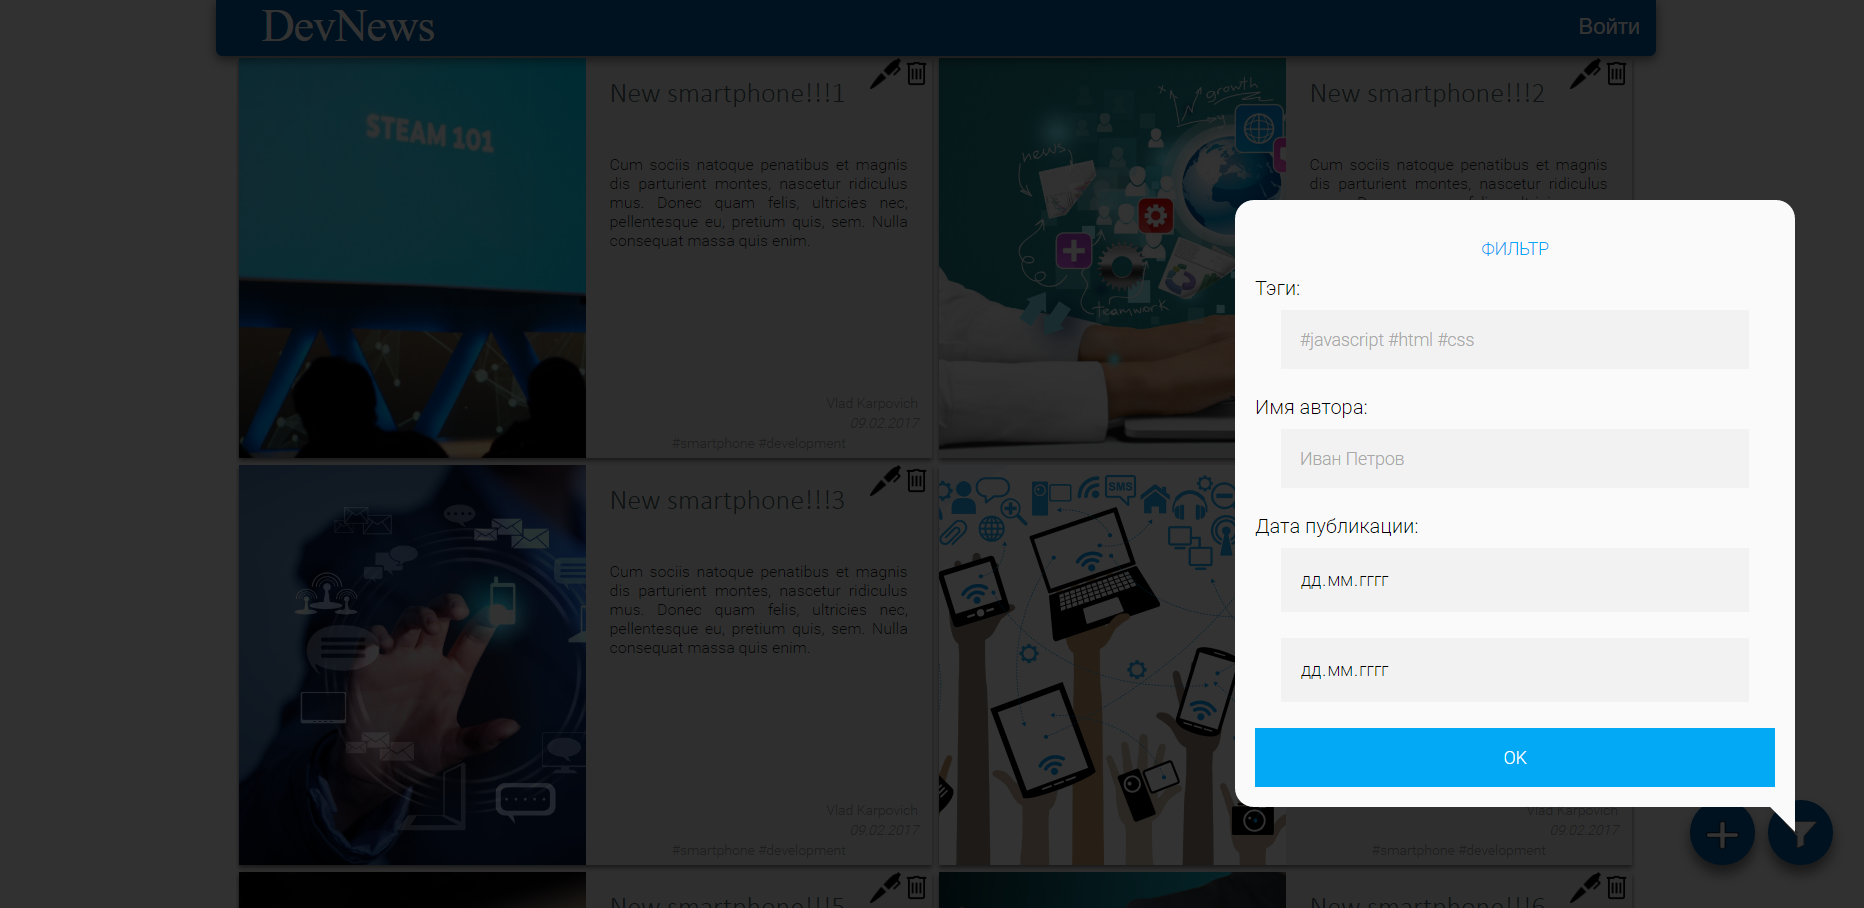 DevNews
Войти
STEAM 101
New smartphone!!!1
Cum sociis natoque penatibus et magnis
dis parturient montes, nascetur ridiculus
mus. Donec quam felis, ultricies nec,
pellentesque eu, pretium quis, sem. Nulla
consequat massa quis enim.
Vlad Karpovich
09.02.2017
#smartphone #development
growth
news
teamwork
New smartphone!!!2
Cum sociis natoque penatibus et magnis
dis parturient montes, nascetur ridiculus
New smartphone!!!3
Cum sociis natoque penatibus et magnis
dis parturient montes, nascetur ridiculus
mus. Donec quam felis, ultricies nec,
pellentesque eu, pretium quis, sem. Nulla
consequat massa quis enim.
Vlad Karpovich
09.02.2017
#smartphone #development
SMS
Vlad Karpovich
09.02.2017
#smartphone #development
New smartphone!!!5
New smartphone!!!6
ФИЛЬТР
Тэги:
#javascript #html #css
Имя автора:
Иван Петров
Дата публикации:
дд.мм.гггг
дд.мм.гггг
OK